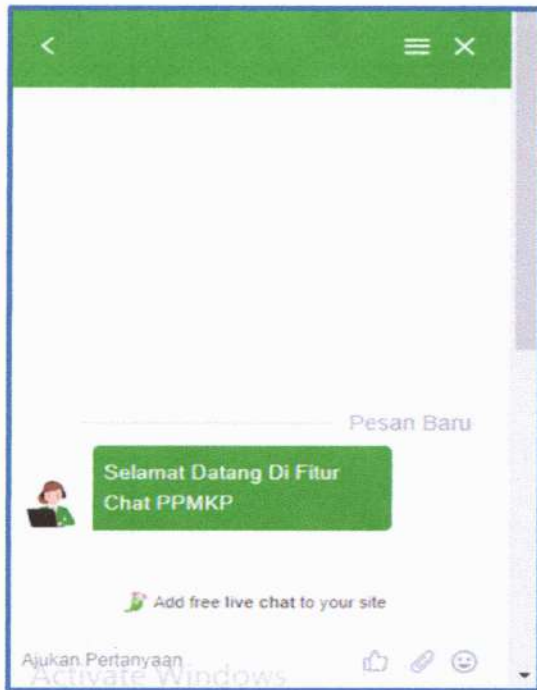 Pesan Baru
Selamat Datang Di Fitur
Chat PPMKP
Add free live chat to your site
Ajukan Pertanyaan
Activate Windows